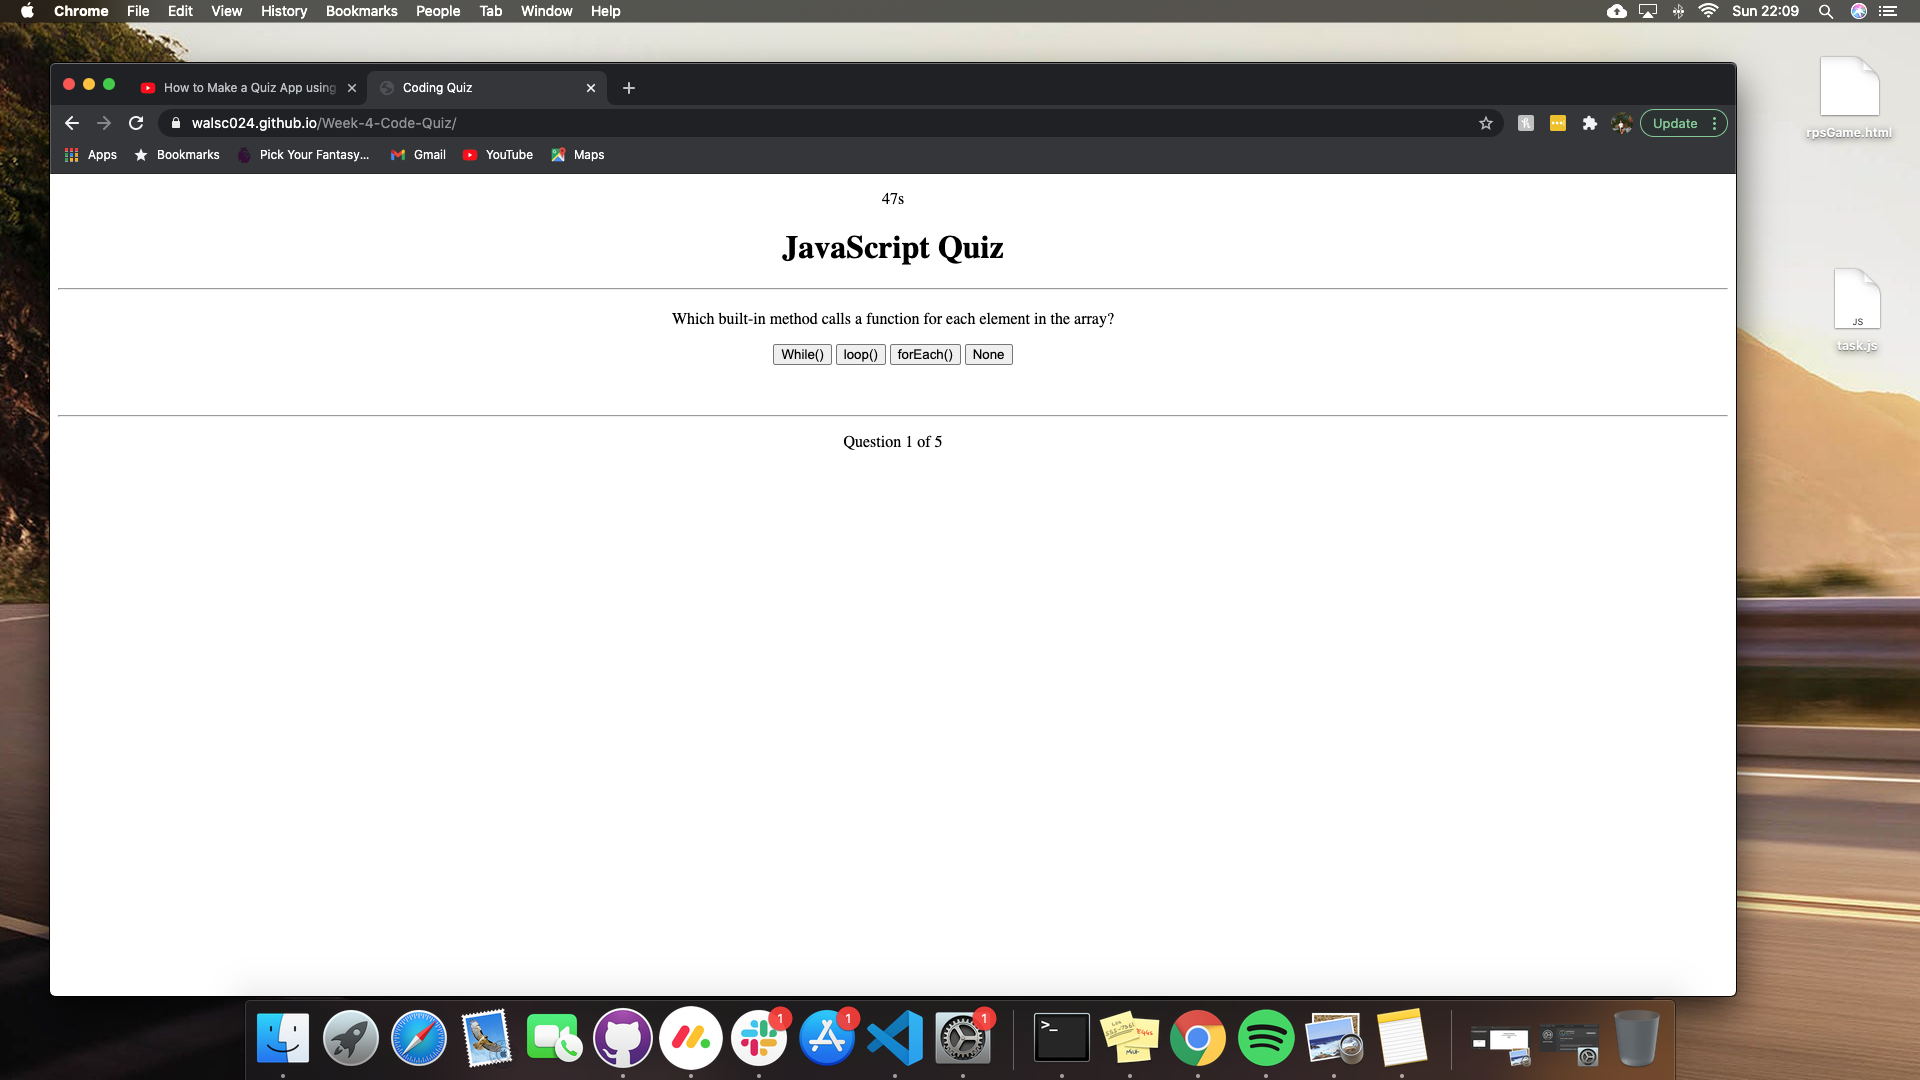 Chrome File Edit View History Bookmarks People Tab Window Help Sun 22:09
How to Make a Quiz App using
Coding Quiz
walsc024.github.io/Week-4-Code-Quiz/
Update
Apps Bookmarks Pick Your Fantasy... Gmail YouTube Maps
rpsGame.html
JS
task.js
47s
JavaScript Quiz
Which built-in method calls a function for each element in the array?
While() loop() forEach() None
Question 1 of 5
1
1
1
>_
EGGS